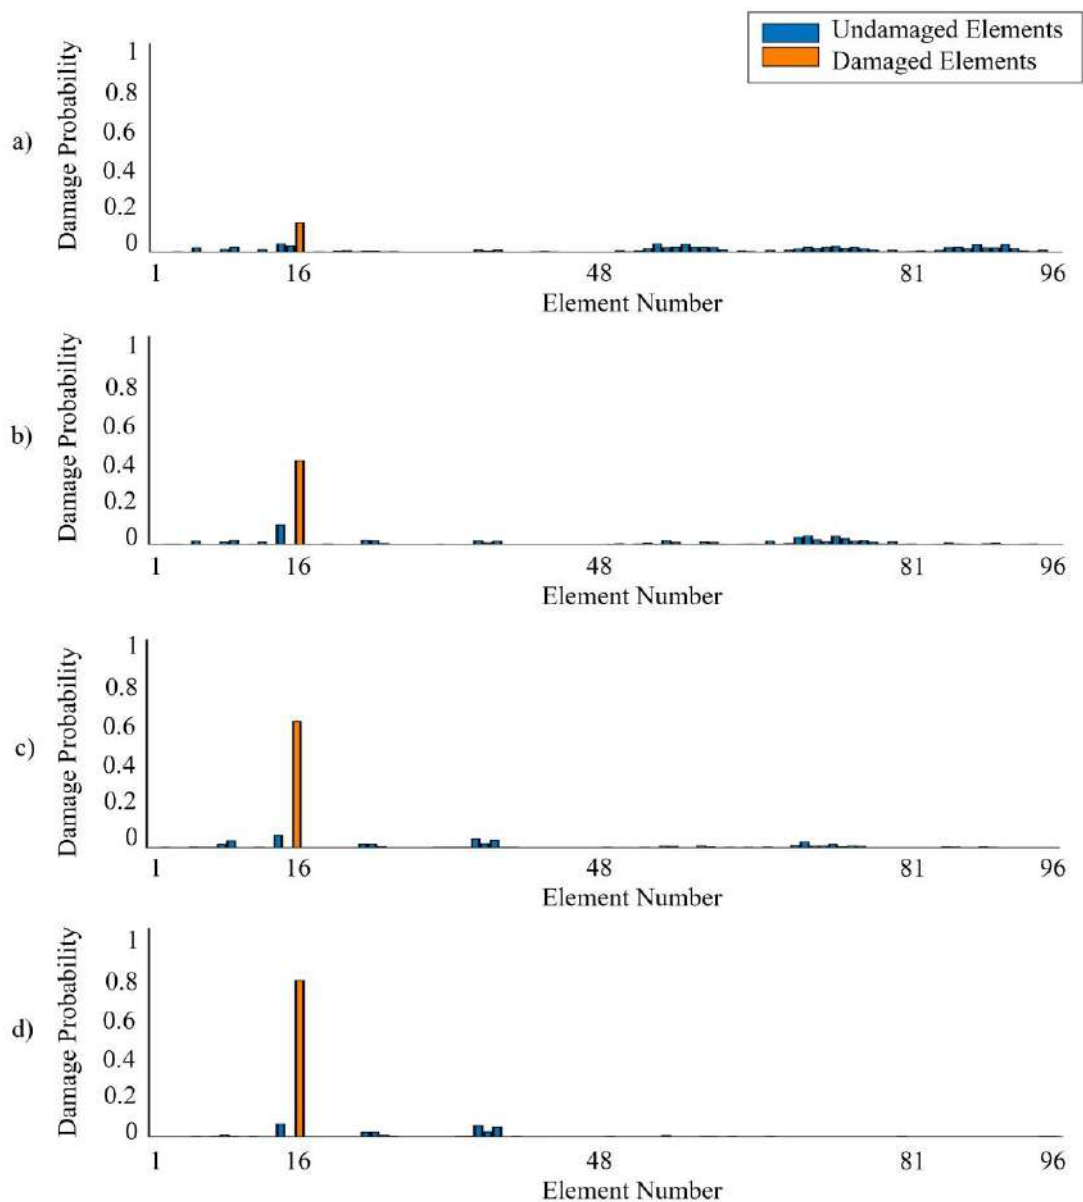 Undamaged Elements
Damaged Elements
a)
Damage Probability
1
0.8
0.6
0.4
0.2
0
1 16 48 81 96
Element Number
b)
Damage Probability
1
0.8
0.6
0.4
0.2
0
1 16 48 81 96
Element Number
c)
Damage Probability
1
0.8
0.6
0.4
0.2
0
1 16 48 81 96
Element Number
d)
Damage Probability
1
0.8
0.6
0.4
0.2
0
1 16 48 81 96
Element Number